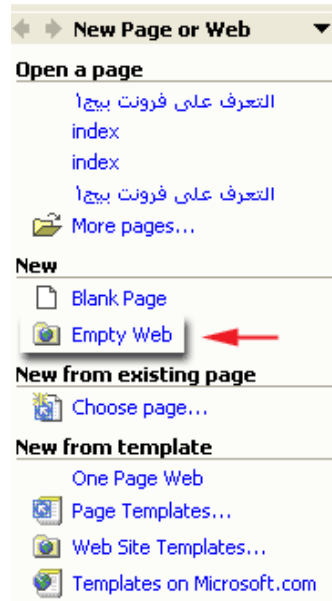 New Page or Web
Open a page
التعرف على فرونت بيج١
index
index
التعرف على فرونت بيج١
More pages...
New
Blank Page
Empty Web
New from existing page
Choose page...
New from template
One Page Web
Page Templates...
Web Site Templates...
Templates on Microsoft.com